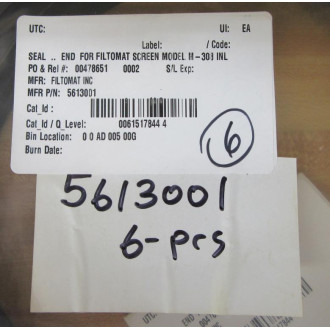 UTC: UI: EA
Label: / Code:
SEAL .. END FOR FILTOMAT SCREEN MODEL M-308 INL
PO & Rel #: 00478651 0002 S/L Exp:
MFR: FILTOMAT INC
MFR P/N: 5613001
Cat_Id :
Cat_Id / Q_Level: 0061517844 4
Bin Location: 0 0 AD 005 00G
Burn Date:
6
5613001
6-pcs
UTC: